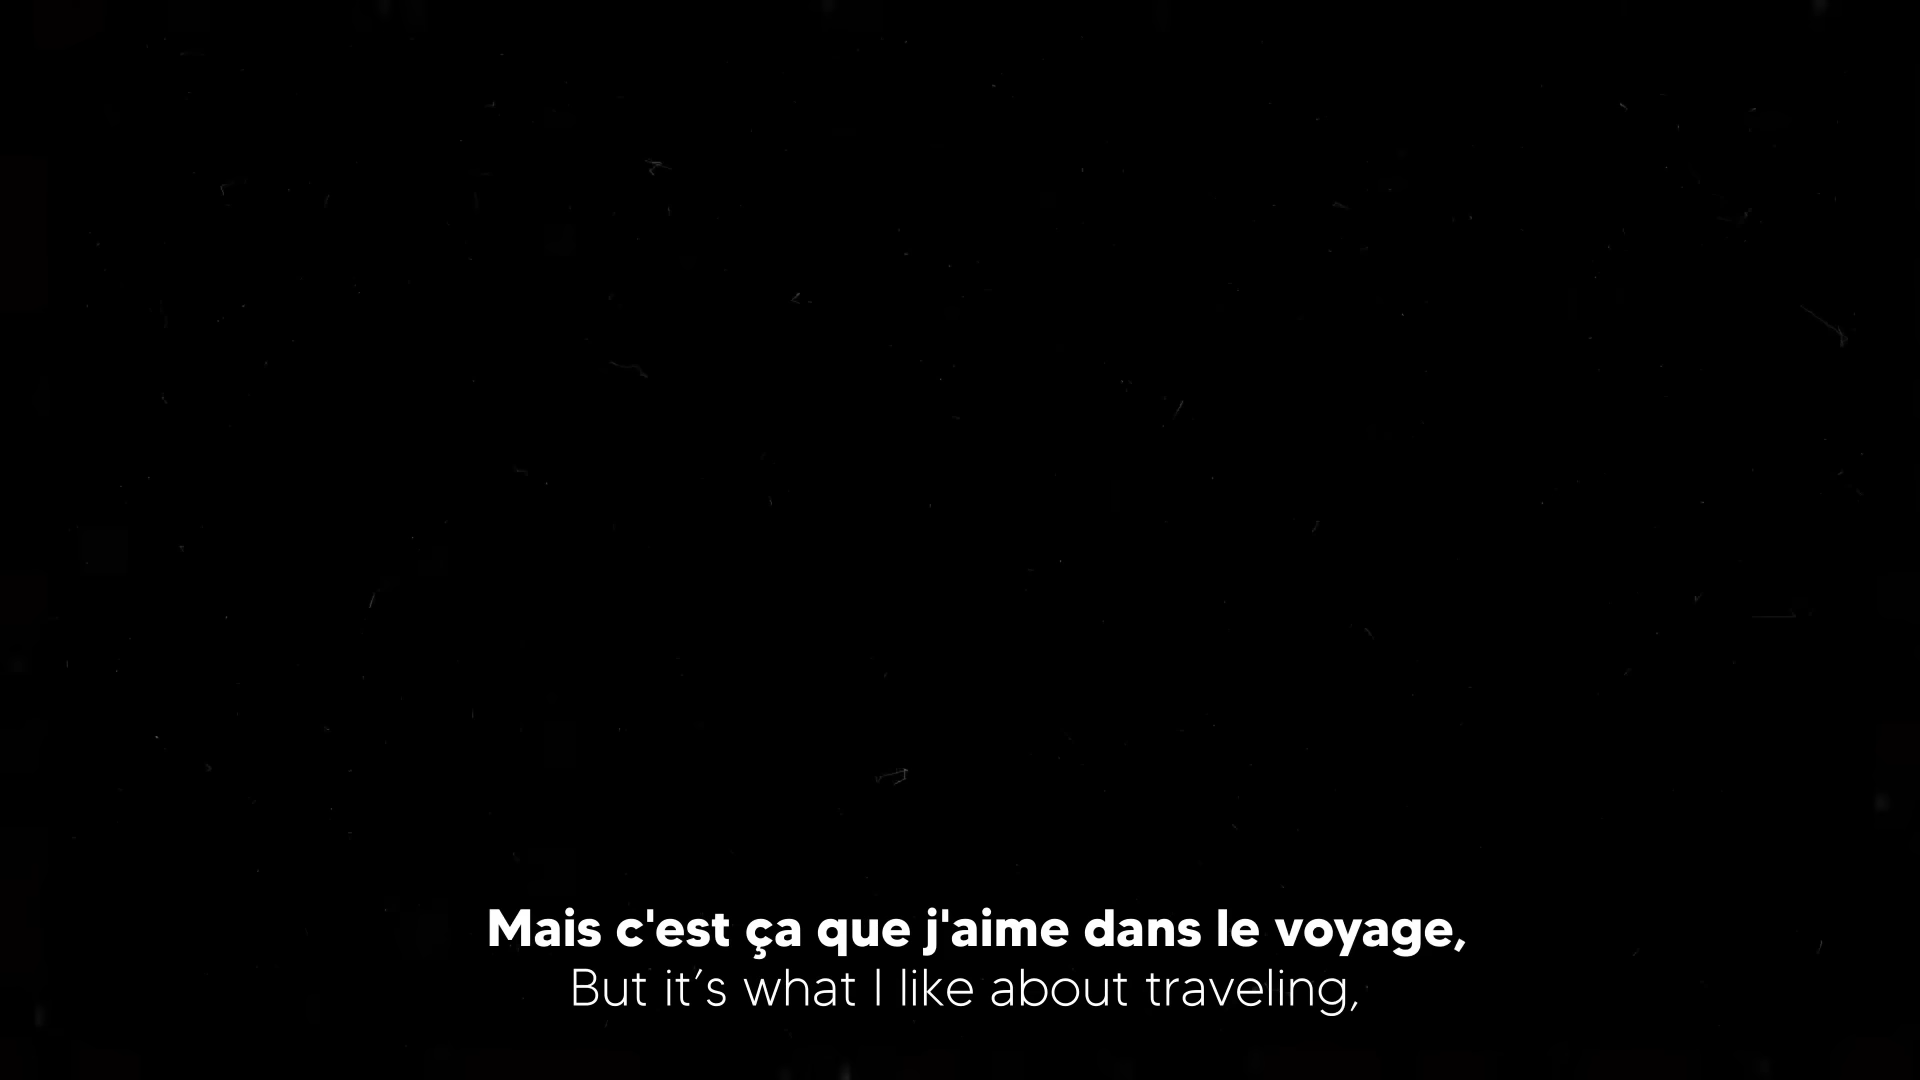 Mais c'est ça que j'aime dans le voyage,
But it’s what I like about traveling,